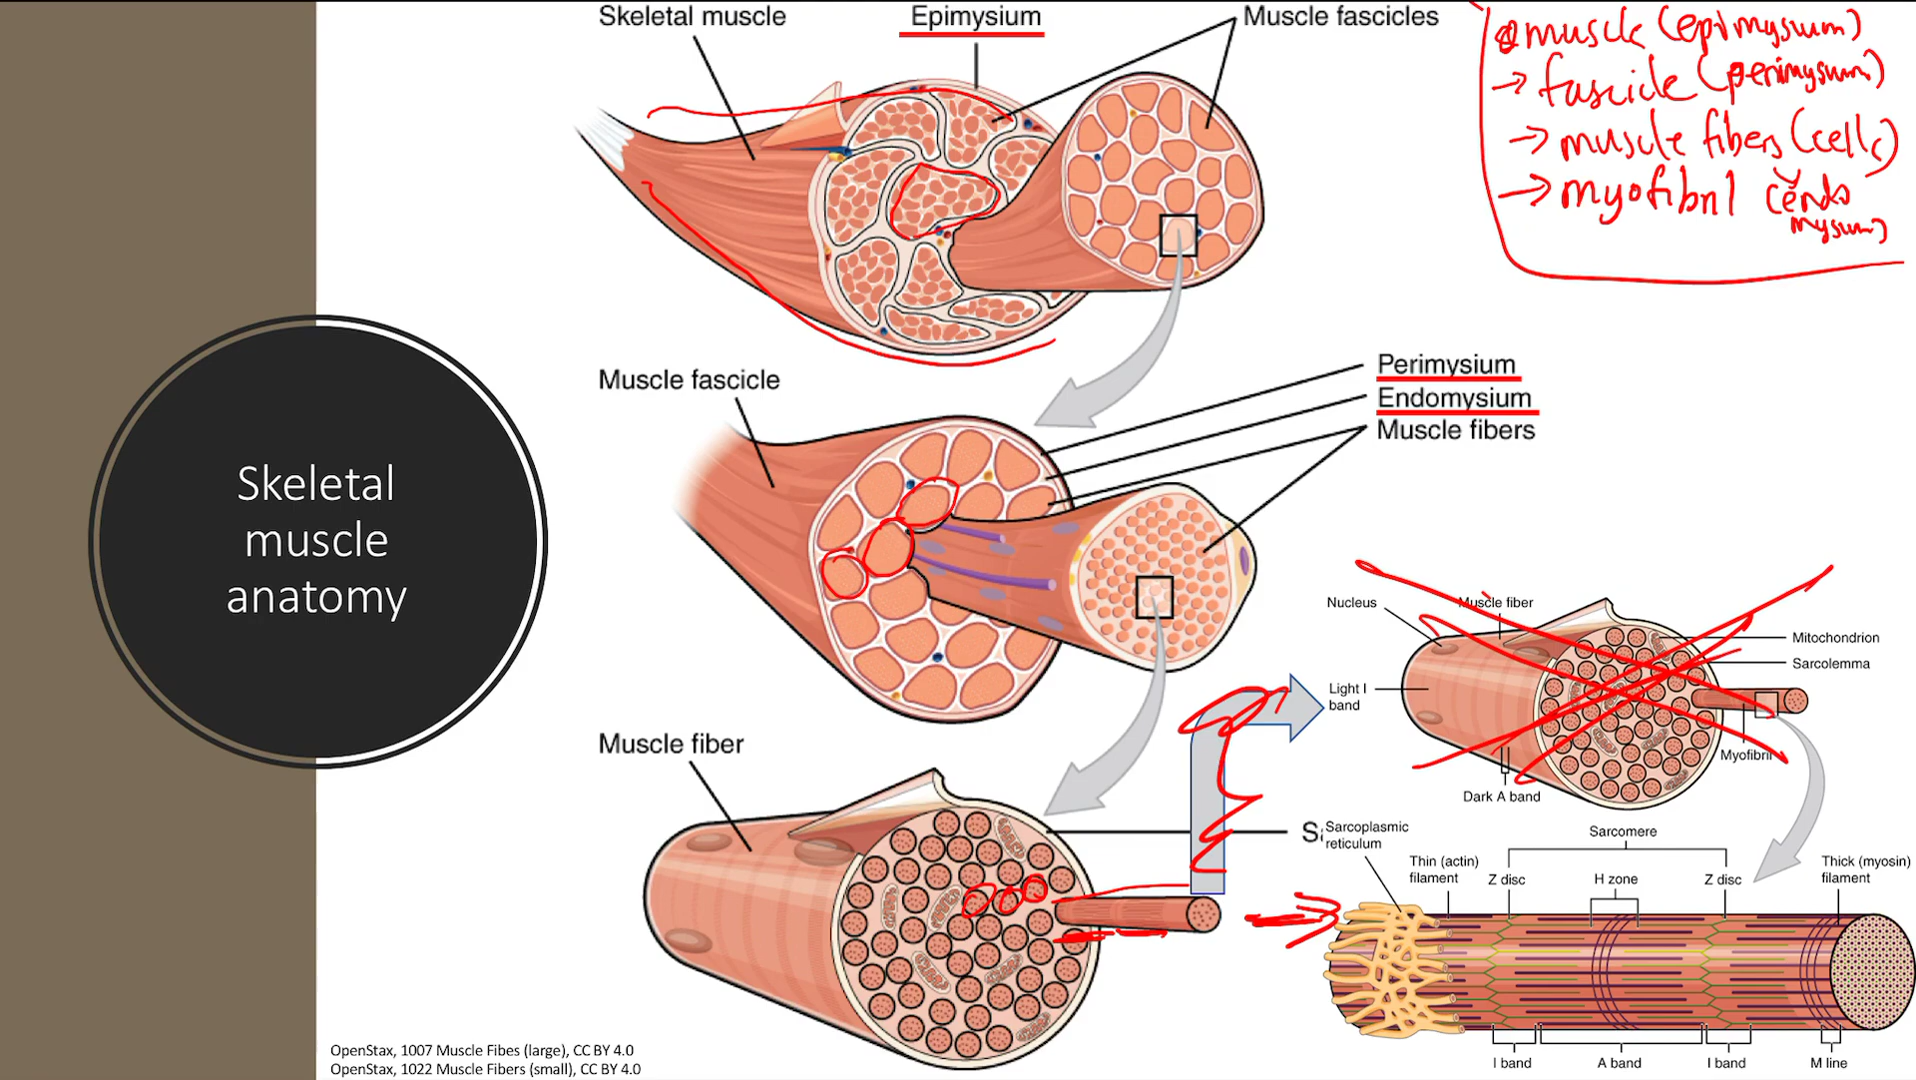 Skeletal muscle
Epimysium
Muscle fascicles
muscle (epimysium)
→ fascicle (perimysium)
→ muscle fibers (cells)
→ myofibril (endo
mysium)
Skeletal
muscle
anatomy
Muscle fascicle
Perimysium
Endomysium
Muscle fibers
Muscle fiber
Nucleus
Muscle fiber
Mitochondrion
Sarcolemma
Light I
band
Myofibril
Dark A band
Sarcoplasmic
reticulum
Sarcomere
Thin (actin)
filament
Z disc
H zone
Z disc
Thick (myosin)
filament
I band
A band
I band
M line
OpenStax, 1007 Muscle Fibes (large), CC BY 4.0
OpenStax, 1022 Muscle Fibers (small), CC BY 4.0